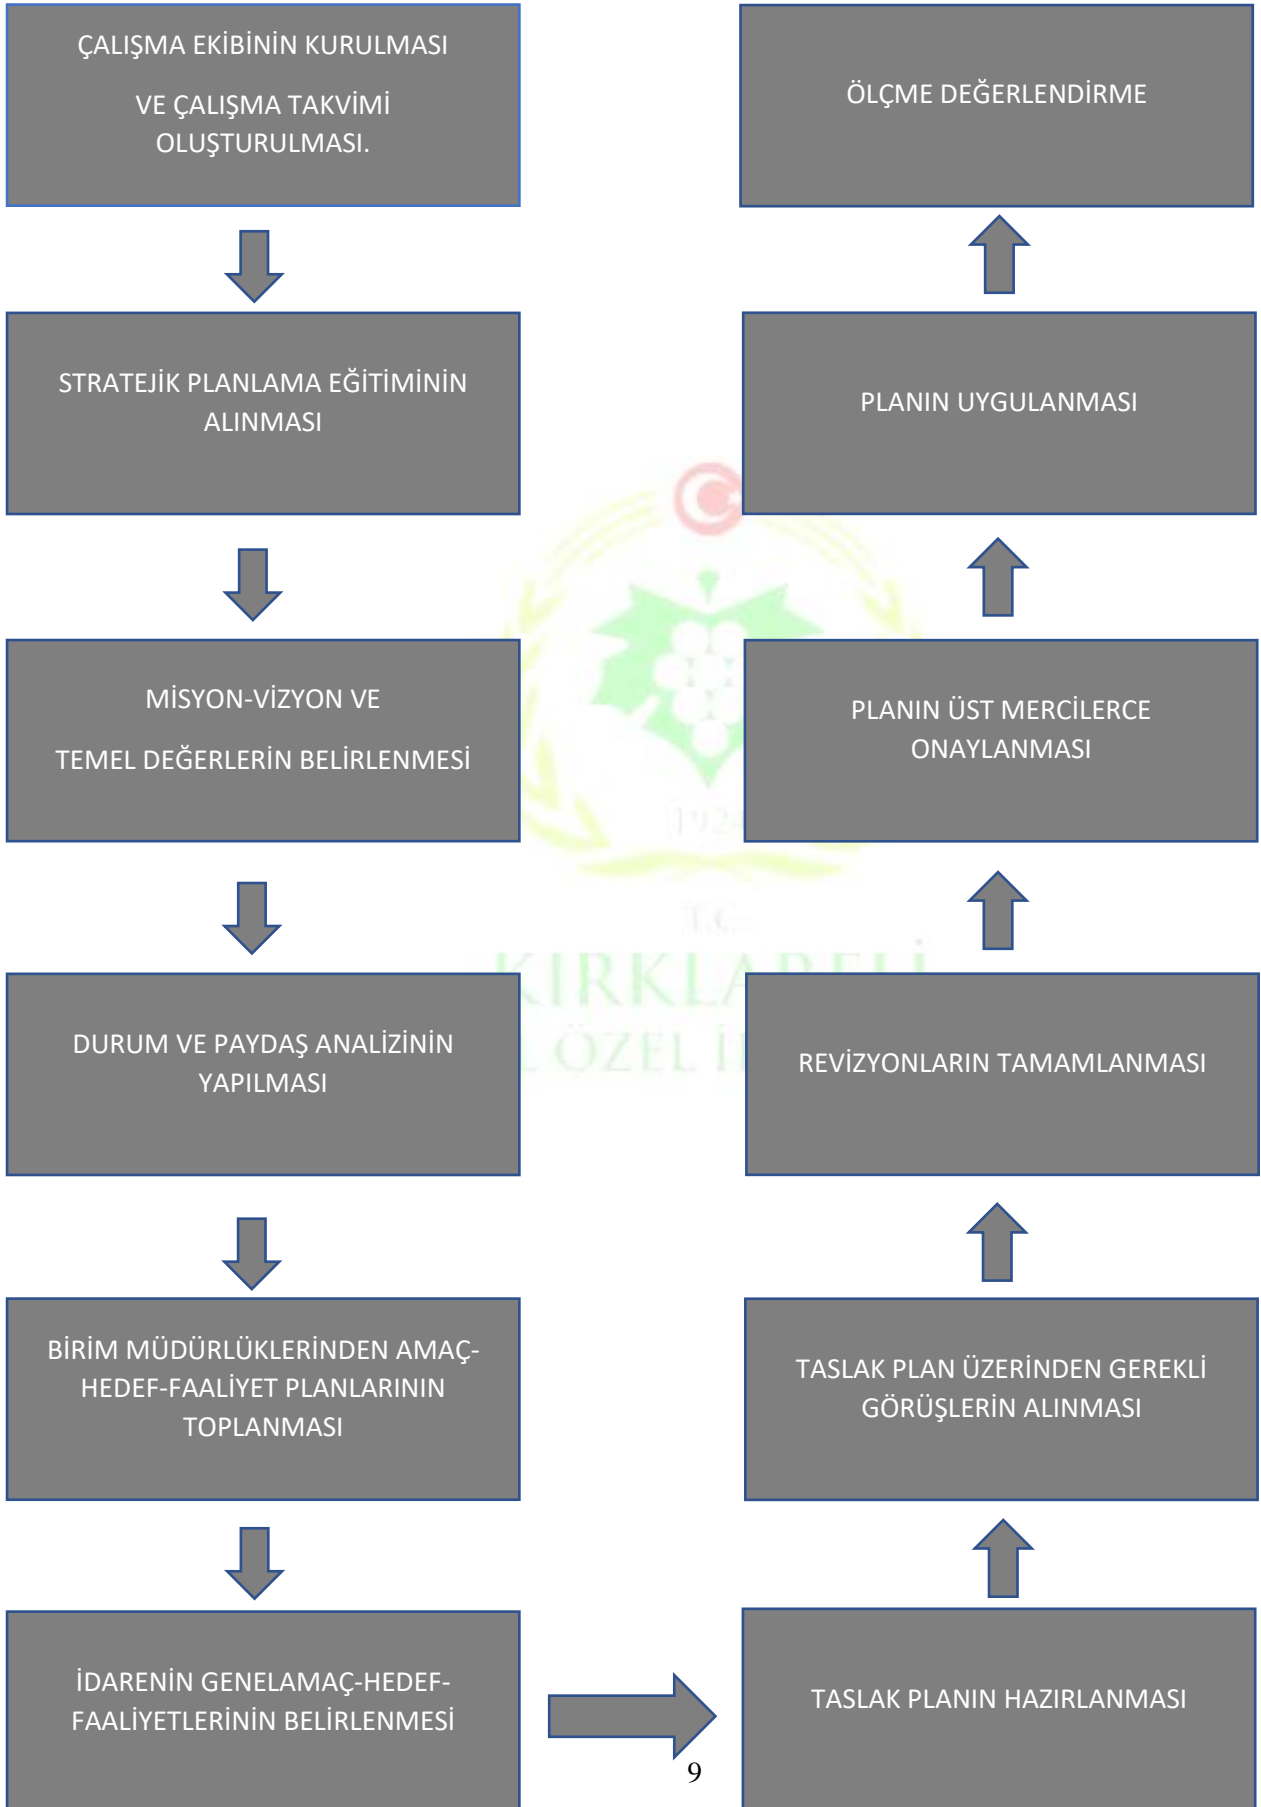 ÇALIŞMA EKİBİNİN KURULMASI
VE ÇALIŞMA TAKVİMİ
OLUŞTURULMASI.
STRATEJİK PLANLAMA EĞİTİMİNİN
ALINMASI
MİSYON-VİZYON VE
TEMEL DEĞERLERİN BELİRLENMESİ
DURUM VE PAYDAŞ ANALİZİNİN
YAPILMASI
BİRİM MÜDÜRLÜKLERİNDEN AMAÇ-
HEDEF-FAALİYET PLANLARININ
TOPLANMASI
İDARENİN GENELAMAÇ-HEDEF-
FAALİYETLERİNİN BELİRLENMESİ
TASLAK PLANIN HAZIRLANMASI
TASLAK PLAN ÜZERİNDEN GEREKLİ
GÖRÜŞLERİN ALINMASI
REVİZYONLARIN TAMAMLANMASI
PLANIN ÜST MERCİLERCE
ONAYLANMASI
PLANIN UYGULANMASI
ÖLÇME DEĞERLENDİRME
1924
T.C.
KIRKLARELİ
ÖZEL
9